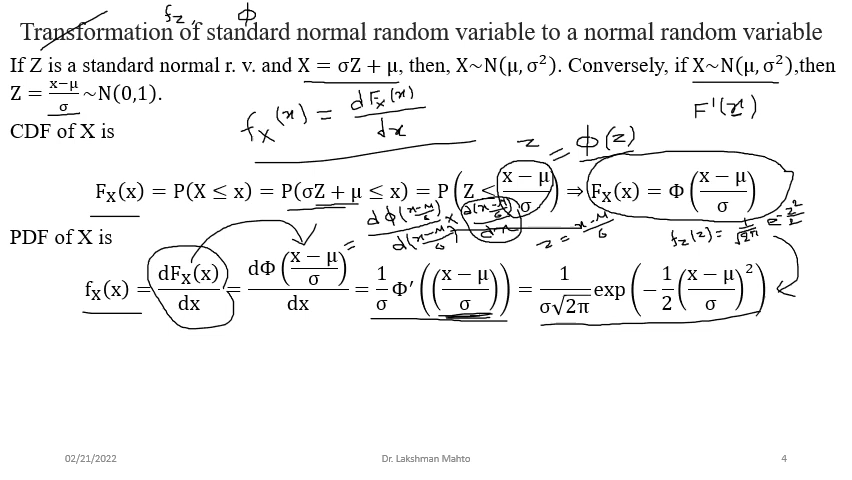 f_z, Φ
Transformation of standard normal random variable to a normal random variable
If Z is a standard normal r. v. and X = σZ + μ, then, X~N(μ, σ²). Conversely, if X~N(μ, σ²),then
Z = (x−μ)/σ ~N(0,1).
f_X(x) = dF_X(x)/dx
F'(x)
CDF of X is
z = Φ(z)
F_X(x) = P(X ≤ x) = P(σZ + μ ≤ x) = P(Z ≤ (x − μ)/σ) ⇒ F_X(x) = Φ((x − μ)/σ)
= dΦ((x−μ)/σ)/d((x−μ)/σ) × d((x−μ)/σ)/dx
z = (x−μ)/σ
f_z(z) = 1/√2π e^(−z²/2)
PDF of X is
f_X(x) = dF_X(x)/dx = dΦ((x − μ)/σ)/dx = 1/σ Φ'(((x − μ)/σ)) = 1/(σ√2π) exp(−1/2((x − μ)/σ)²)
02/21/2022 Dr. Lakshman Mahto 4